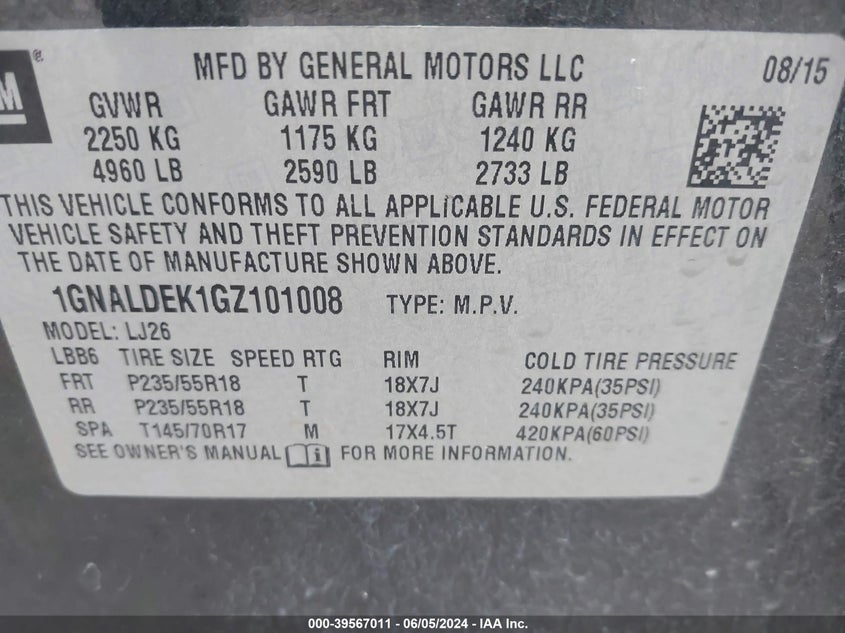 M ®
MFD BY GENERAL MOTORS LLC 08/15
GVWR GAWR FRT GAWR RR
2250 KG 1175 KG 1240 KG
4960 LB 2590 LB 2733 LB
THIS VEHICLE CONFORMS TO ALL APPLICABLE U.S. FEDERAL MOTOR
VEHICLE SAFETY AND THEFT PREVENTION STANDARDS IN EFFECT ON
THE DATE OF MANUFACTURE SHOWN ABOVE.
1GNALDEK1GZ101008 TYPE: M.P.V.
MODEL: LJ26
LBB6 TIRE SIZE SPEED RTG RIM COLD TIRE PRESSURE
FRT P235/55R18 T 18X7J 240KPA(35PSI)
RR P235/55R18 T 18X7J 240KPA(35PSI)
SPA T145/70R17 M 17X4.5T 420KPA(60PSI)
SEE OWNER'S MANUAL i FOR MORE INFORMATION.
000-39567011 - 06/05/2024 - IAA Inc.